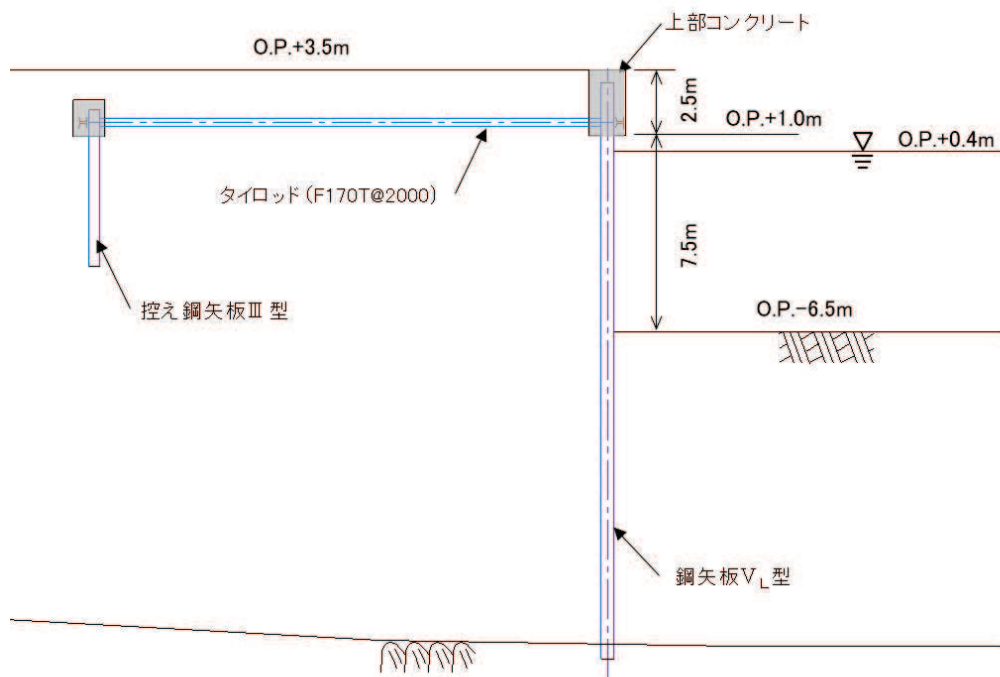 上部コンクリート
O.P.+3.5m
2.5m
O.P.+1.0m
O.P.+0.4m
タイロッド(F170T@2000)
7.5m
控え鋼矢板Ⅲ型
O.P.-6.5m
鋼矢板VL型